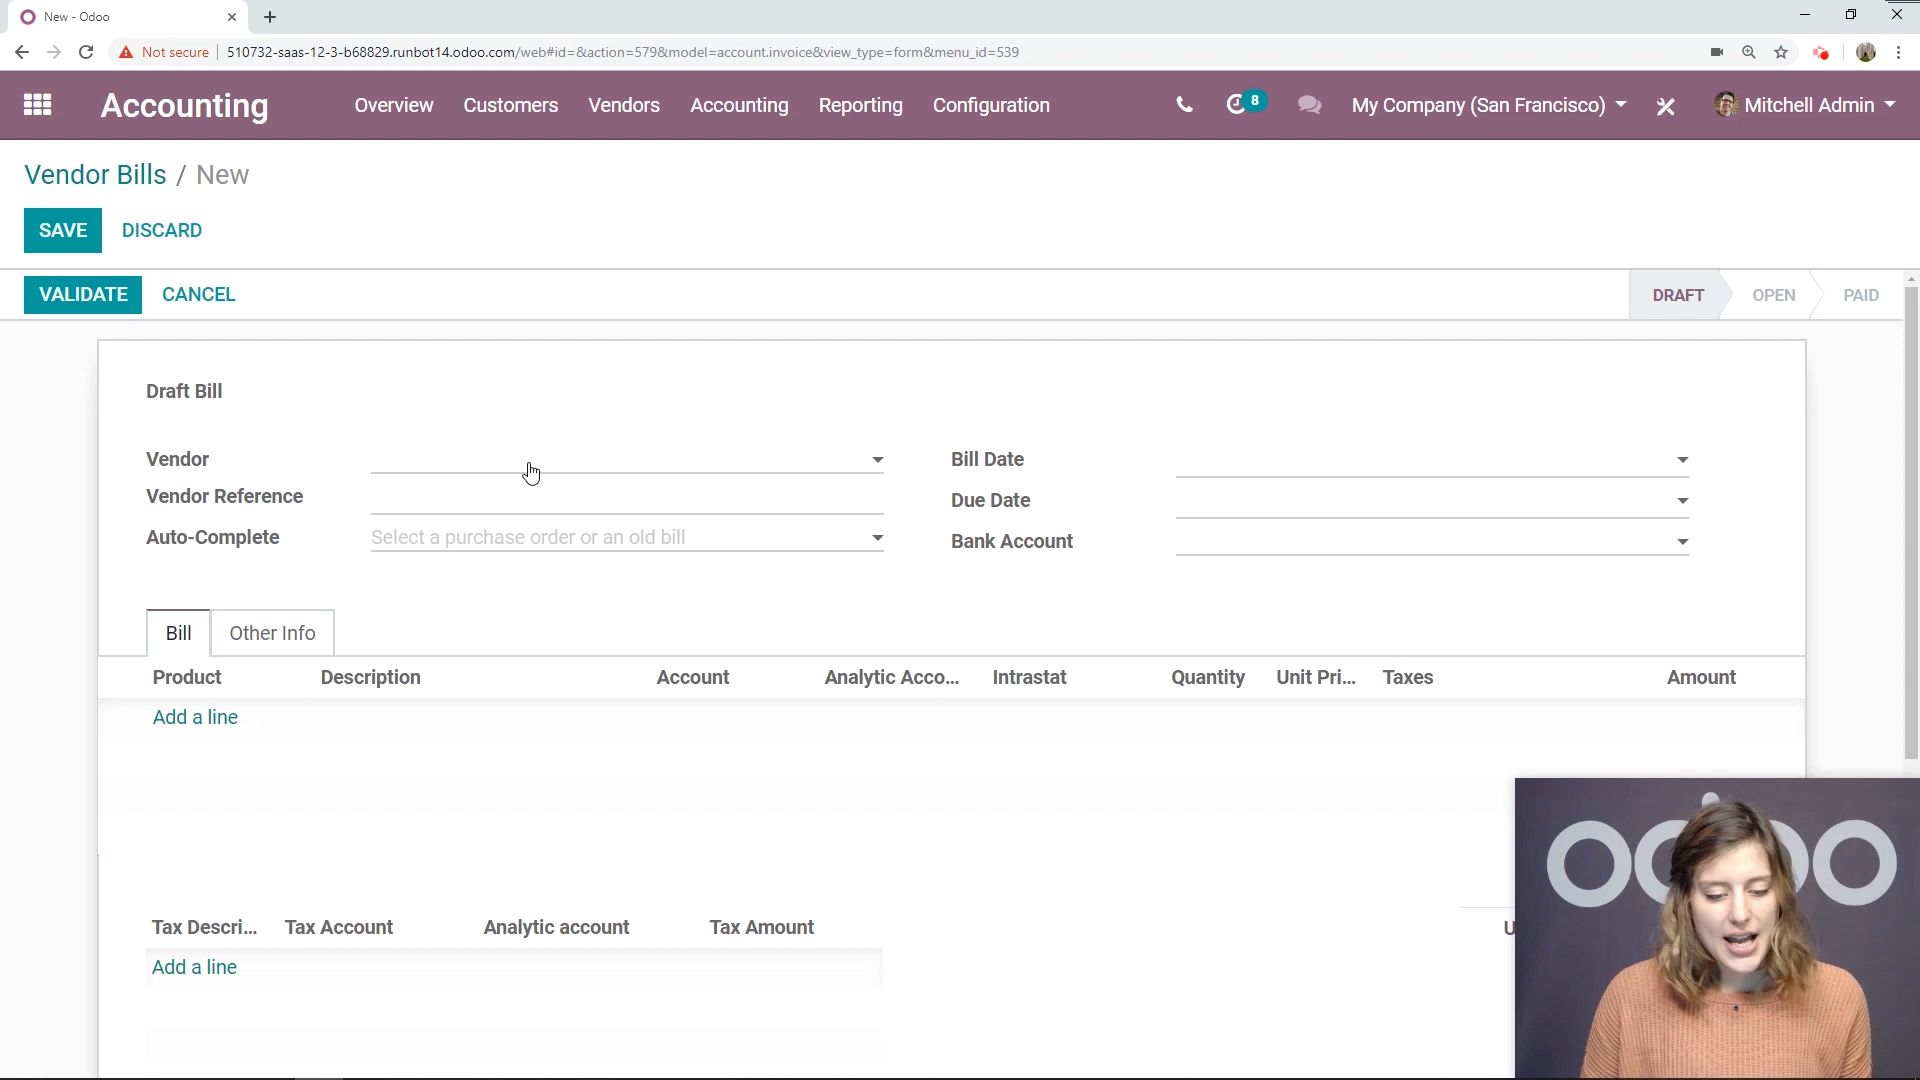 New - Odoo
Not secure 510732-saas-12-3-b68829.runbot14.odoo.com/web#id=&action=579&model=account.invoice&view_type=form&menu_id=539
Accounting Overview Customers Vendors Accounting Reporting Configuration 8 My Company (San Francisco) Mitchell Admin
Vendor Bills / New
SAVE DISCARD
VALIDATE CANCEL DRAFT OPEN PAID
Draft Bill
Vendor Bill Date
Vendor Reference Due Date
Auto-Complete Select a purchase order or an old bill Bank Account
Bill Other Info
Product Description Account Analytic Acco... Intrastat Quantity Unit Pri... Taxes Amount
Add a line
odoo
Tax Descri... Tax Account Analytic account Tax Amount U
Add a line